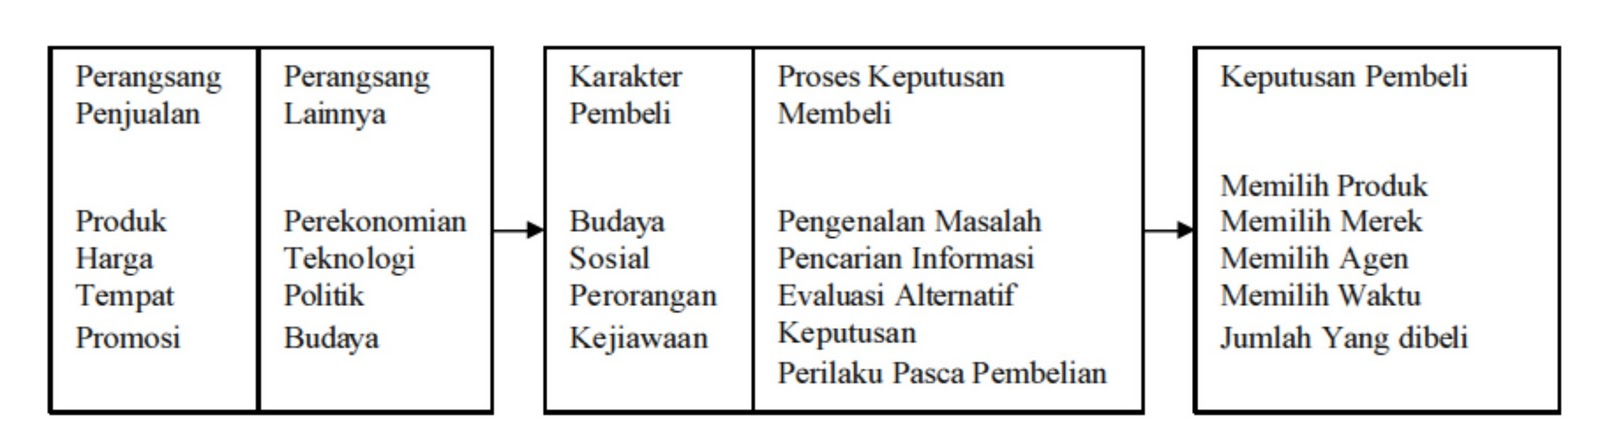 Perangsang
Penjualan
Produk
Harga
Tempat
Promosi
Perangsang
Lainnya
Perekonomian
Teknologi
Politik
Budaya
Karakter
Pembeli
Budaya
Sosial
Perorangan
Kejiawaan
Proses Keputusan
Membeli
Pengenalan Masalah
Pencarian Informasi
Evaluasi Alternatif
Keputusan
Perilaku Pasca Pembelian
Keputusan Pembeli
Memilih Produk
Memilih Merek
Memilih Agen
Memilih Waktu
Jumlah Yang dibeli